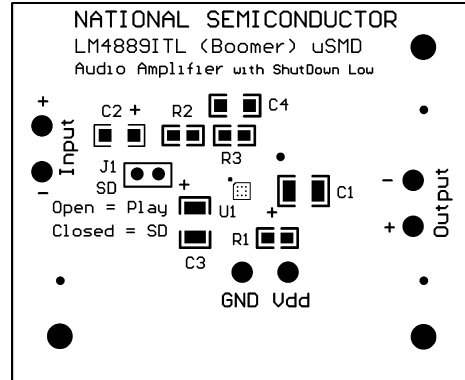 NATIONAL SEMICONDUCTOR
LM4889ITL (Boomer) uSMD
Audio Amplifier with ShutDown Low
+
Input
-
C2 +
R2
C4
R3
J1
SD
+
U1
C1
Open = Play
Closed = SD
C3
+
R1
GND Vdd
-
Output
+